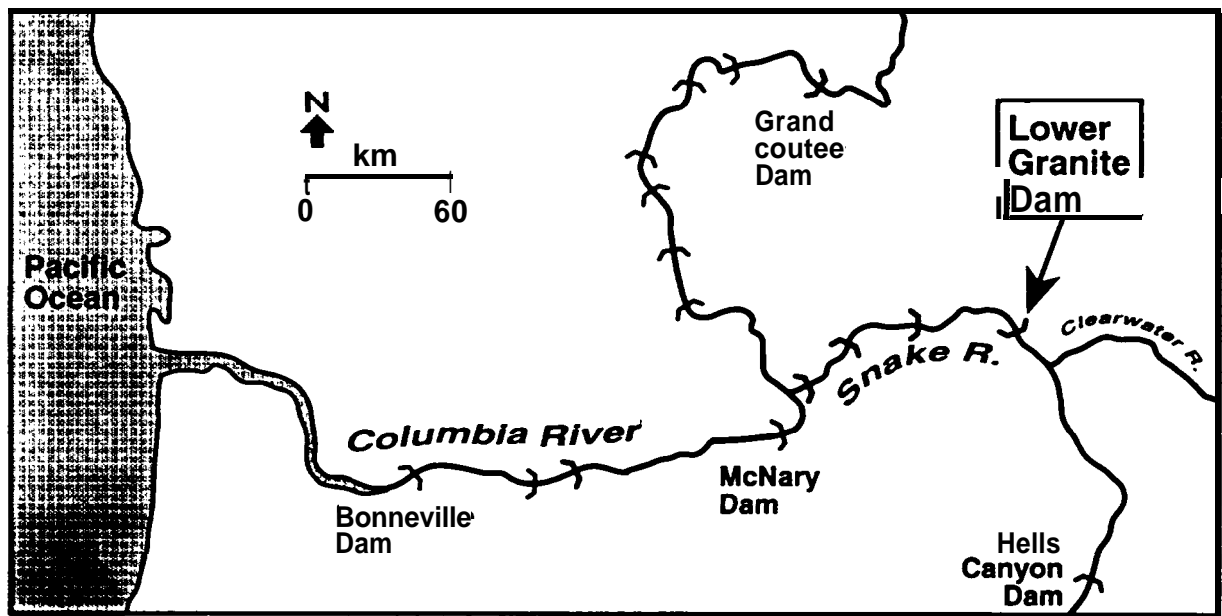 N
km
0 60
Pacific
Ocean
Grand
coutee
Dam
Lower
Granite
Dam
Clearwater R.
Snake R.
Columbia River
McNary
Dam
Bonneville
Dam
Hells
Canyon
Dam